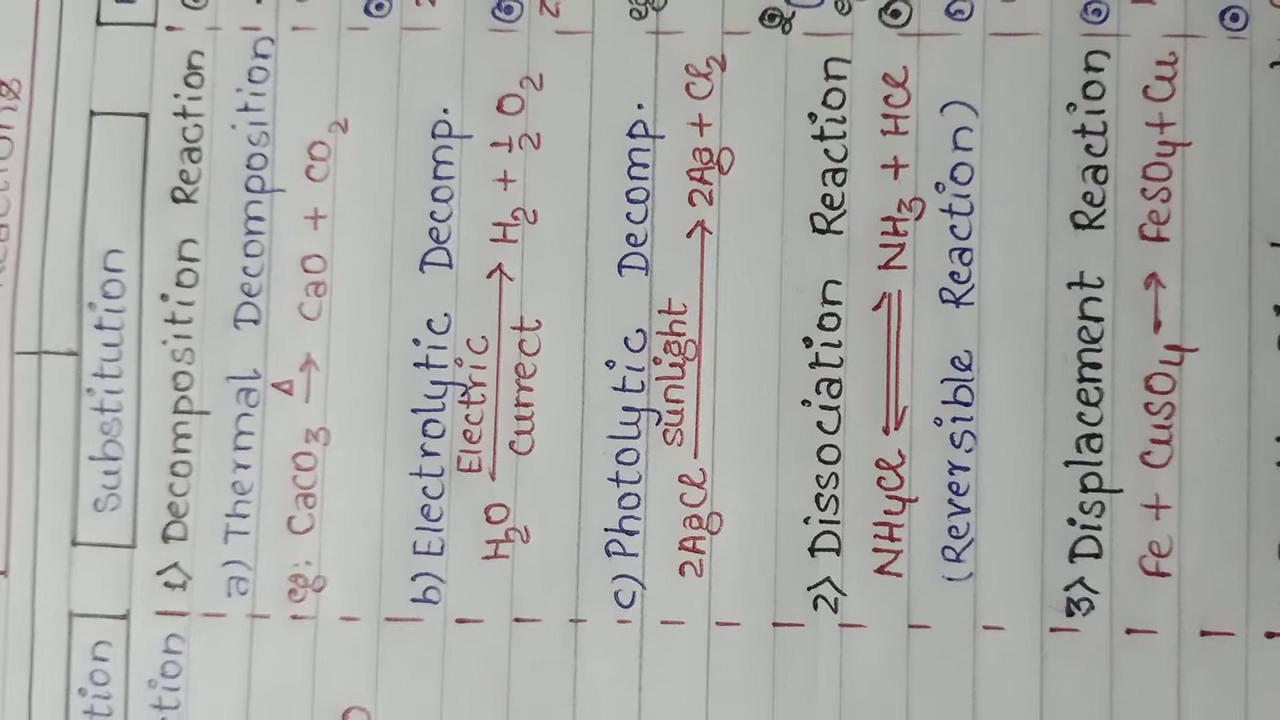 Substitution
1) Decomposition Reaction
a) Thermal Decomposition
eg: CaCO3 Δ→ CaO + CO2
b) Electrolytic Decomp.
H2O Electric currect → H2 + 1/2 O2
c) Photolytic Decomp.
2AgCl sunlight → 2Ag + Cl2
2) Dissociation Reaction
NH4Cl ⇌ NH3 + HCl
(Reversible Reaction)
3) Displacement Reaction
Fe + CuSO4 → FeSO4 + Cu